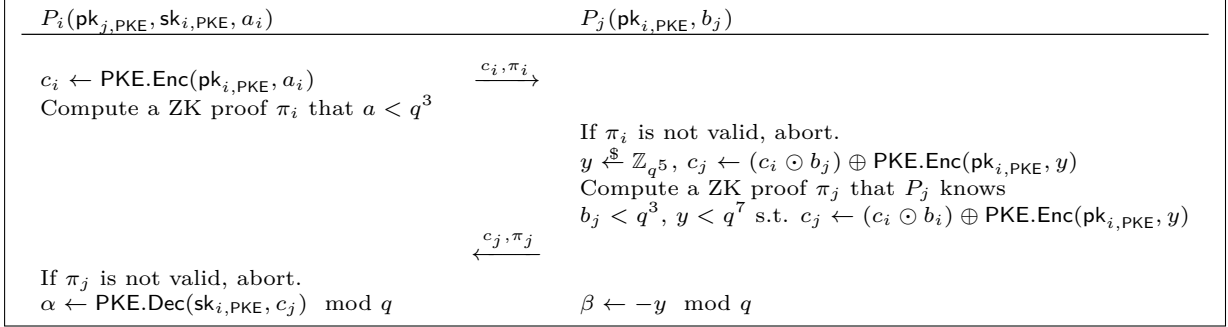 P_i(pk_{j,PKE}, sk_{i,PKE}, a_i) P_j(pk_{i,PKE}, b_j)
c_i ← PKE.Enc(pk_{i,PKE}, a_i) c_i, π_i
Compute a ZK proof π_i that a < q^3
If π_i is not valid, abort.
y ←$ ℤ_{q^5}, c_j ← (c_i ⊙ b_j) ⊕ PKE.Enc(pk_{i,PKE}, y)
Compute a ZK proof π_j that P_j knows
b_j < q^3, y < q^7 s.t. c_j ← (c_i ⊙ b_i) ⊕ PKE.Enc(pk_{i,PKE}, y)
c_j, π_j
If π_j is not valid, abort.
α ← PKE.Dec(sk_{i,PKE}, c_j) mod q β ← −y mod q